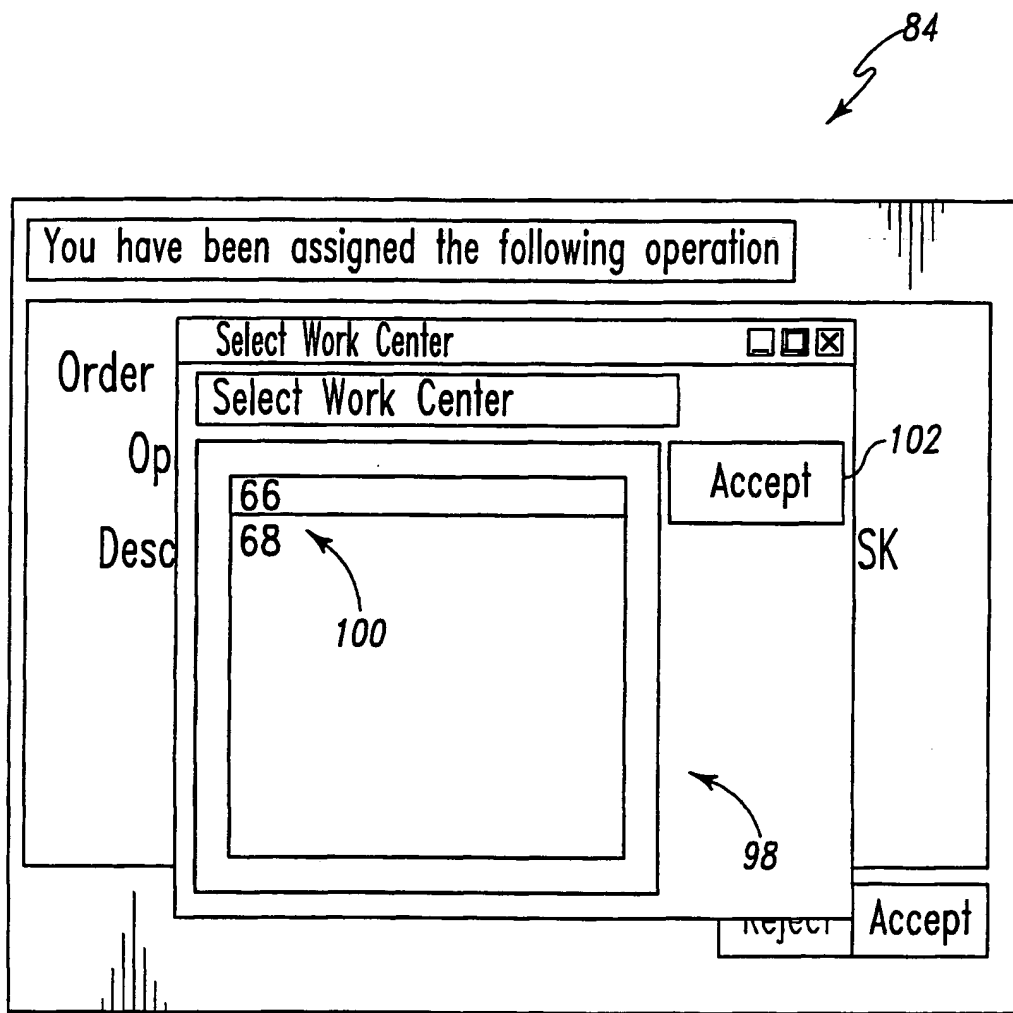 84
You have been assigned the following operation
Select Work Center
Order
Select Work Center
Op
Accept
102
66
68
Desc
SK
100
98
Reject Accept